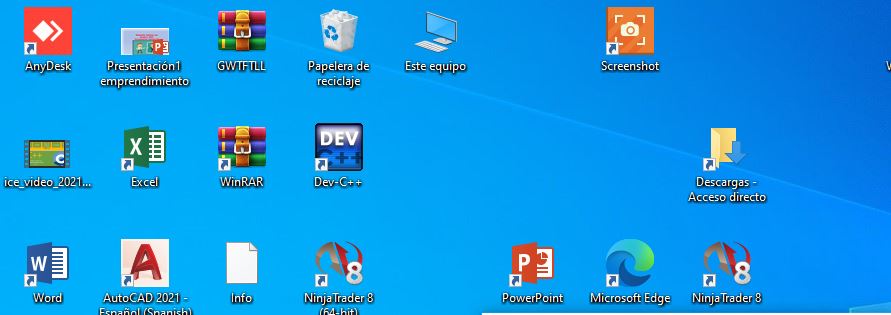 AnyDesk
Presentación1
emprendimiento
GWTFTLL
Papelera de
reciclaje
Este equipo
Screenshot
ice_video_2021...
Excel
WinRAR
DEV
C++
Dev-C++
Descargas -
Acceso directo
Word
AutoCAD 2021 -
Español (Spanish)
Info
NinjaTrader 8
(64-bit)
PowerPoint
Microsoft Edge
NinjaTrader 8